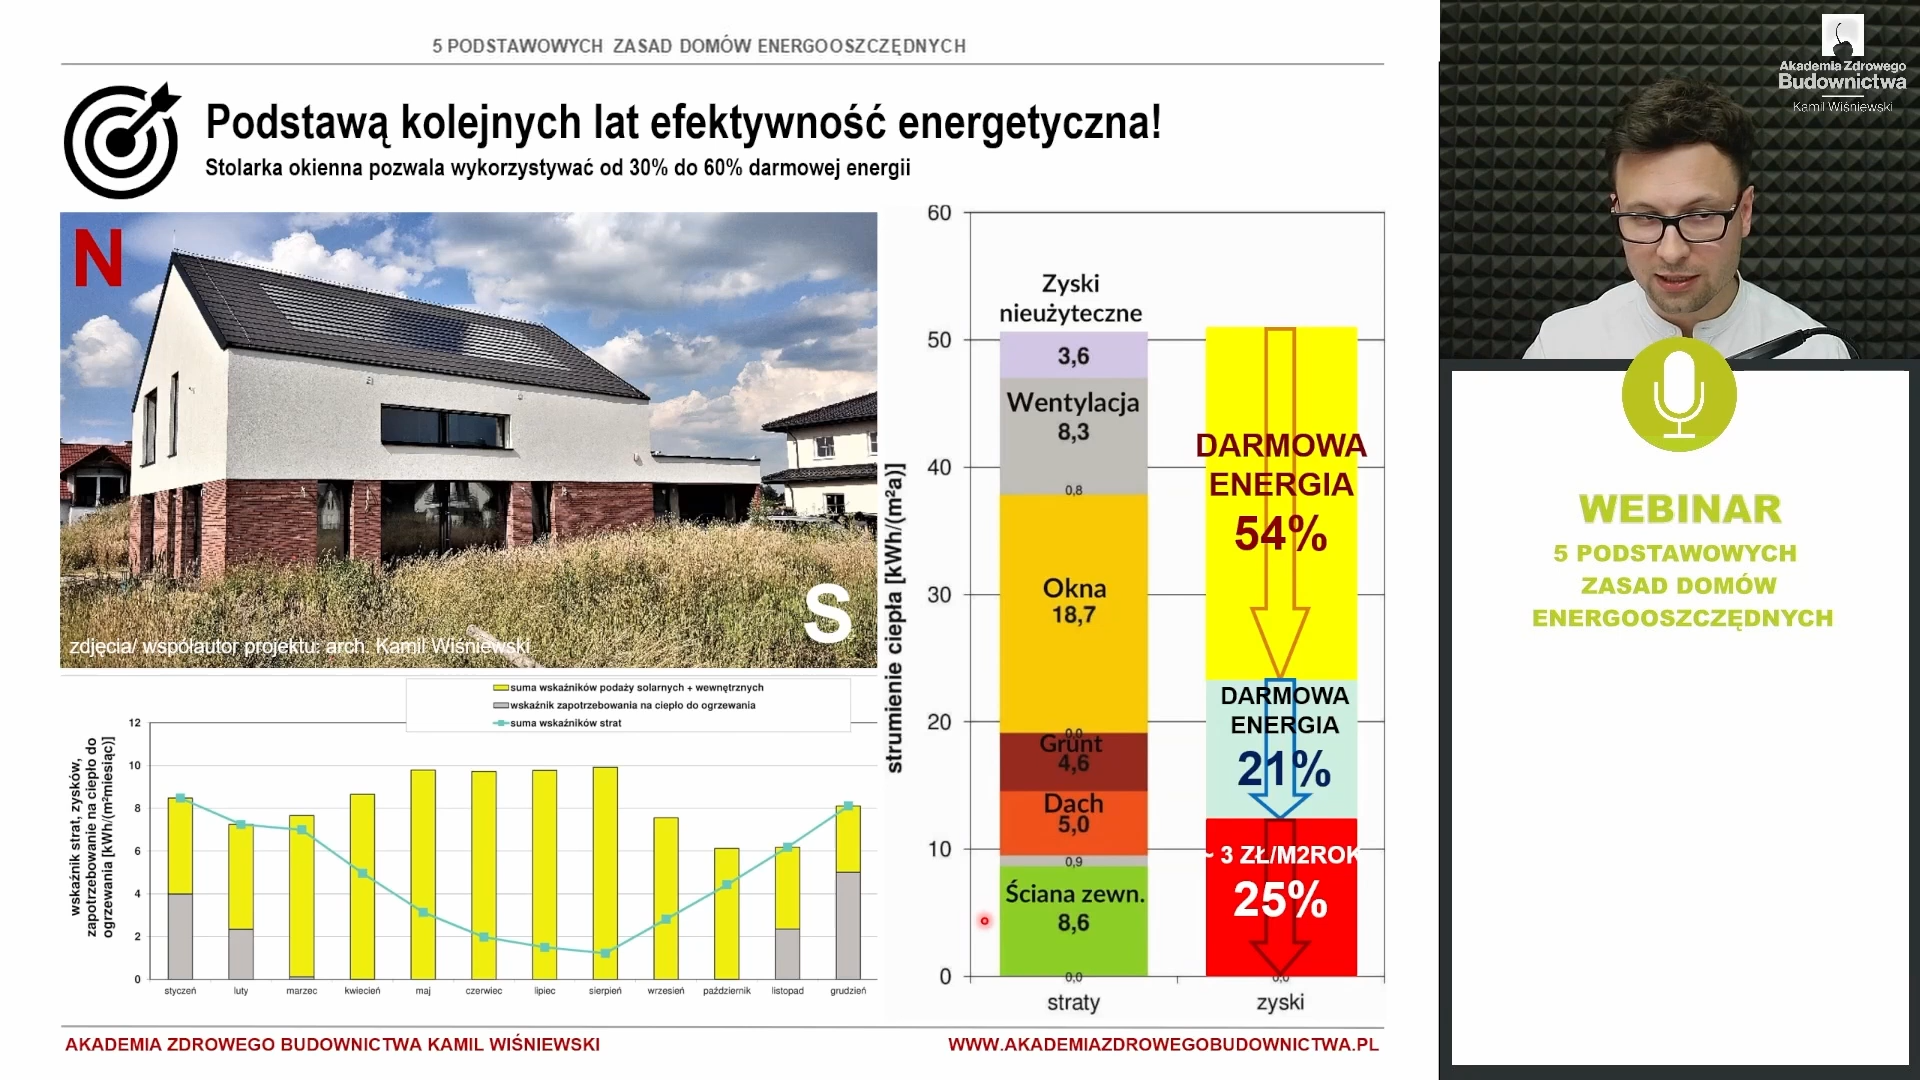 5 PODSTAWOWYCH ZASAD DOMÓW ENERGOOSZCZĘDNYCH
Podstawą kolejnych lat efektywność energetyczna!
Stolarka okienna pozwala wykorzystywać od 30% do 60% darmowej energii
N
S
zdjęcia/ współautor projektu: arch. Kamil Wiśniewski
suma wskaźników podaży solarnych + wewnętrznych
wskaźnik zapotrzebowania na ciepło do ogrzewania
suma wskaźników strat
wskaźnik strat, zysków,
zapotrzebowanie na ciepło do
ogrzewania [kWh/(m²miesiąc)]
12
10
8
6
4
2
0
styczeń luty marzec kwiecień maj czerwiec lipiec sierpień wrzesień październik listopad grudzień
strumienie ciepła [kWh/(m²a)]
60
50
40
30
20
10
0
Zyski
nieużyteczne
3,6
Wentylacja
8,3
0,8
Okna
18,7
0,0
Grunt
4,6
Dach
5,0
0,9
Ściana zewn.
8,6
0,0
straty
DARMOWA
ENERGIA
54%
DARMOWA
ENERGIA
21%
~ 3 ZŁ/M2ROK
25%
0,0
zyski
AKADEMIA ZDROWEGO BUDOWNICTWA KAMIL WIŚNIEWSKI
WWW.AKADEMIAZDROWEGOBUDOWNICTWA.PL
Akademia Zdrowego
Budownictwa
Kamil Wiśniewski
WEBINAR
5 PODSTAWOWYCH
ZASAD DOMÓW
ENERGOOSZCZĘDNYCH